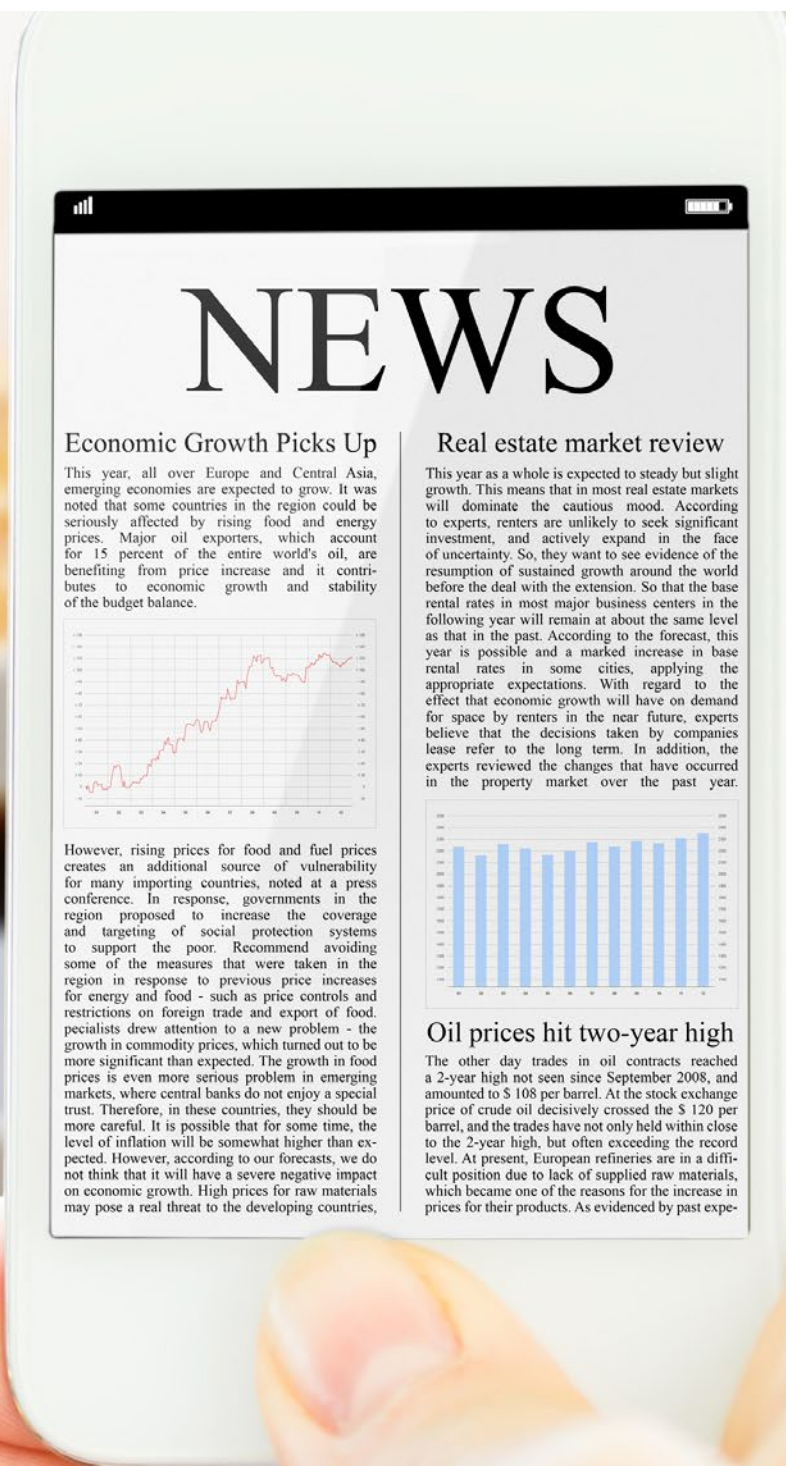 NEWS
Economic Growth Picks Up
This year, all over Europe and Central Asia,
emerging economies are expected to grow. It was
noted that some countries in the region could be
seriously affected by rising food and energy
prices. Major oil exporters, which account
for 15 percent of the entire world's oil, are
benefiting from price increase and it contri-
butes to economic growth and stability
of the budget balance.
However, rising prices for food and fuel prices
creates an additional source of vulnerability
for many importing countries, noted at a press
conference. In response, governments in the
region proposed to increase the coverage
and targeting of social protection systems
to support the poor. Recommend avoiding
some of the measures that were taken in the
region in response to previous price increases
for energy and food - such as price controls and
restrictions on foreign trade and export of food.
pecialists drew attention to a new problem - the
growth in commodity prices, which turned out to be
more significant than expected. The growth in food
prices is even more serious problem in emerging
markets, where central banks do not enjoy a special
trust. Therefore, in these countries, they should be
more careful. It is possible that for some time, the
level of inflation will be somewhat higher than ex-
pected. However, according to our forecasts, we do
not think that it will have a severe negative impact
on economic growth. High prices for raw materials
may pose a real threat to the developing countries,
Real estate market review
This year as a whole is expected to steady but slight
growth. This means that in most real estate markets
will dominate the cautious mood. According
to experts, renters are unlikely to seek significant
investment, and actively expand in the face
of uncertainty. So, they want to see evidence of the
resumption of sustained growth around the world
before the deal with the extension. So that the base
rental rates in most major business centers in the
following year will remain at about the same level
as that in the past. According to the forecast, this
year is possible and a marked increase in base
rental rates in some cities, applying the
appropriate expectations. With regard to the
effect that economic growth will have on demand
for space by renters in the near future, experts
believe that the decisions taken by companies
lease refer to the long term. In addition, the
experts reviewed the changes that have occurred
in the property market over the past year.
Oil prices hit two-year high
The other day trades in oil contracts reached
a 2-year high not seen since September 2008, and
amounted to $ 108 per barrel. At the stock exchange
price of crude oil decisively crossed the $ 120 per
barrel, and the trades have not only held within close
to the 2-year high, but often exceeding the record
level. At present, European refineries are in a diffi-
cult position due to lack of supplied raw materials,
which became one of the reasons for the increase in
prices for their products. As evidenced by past expe-